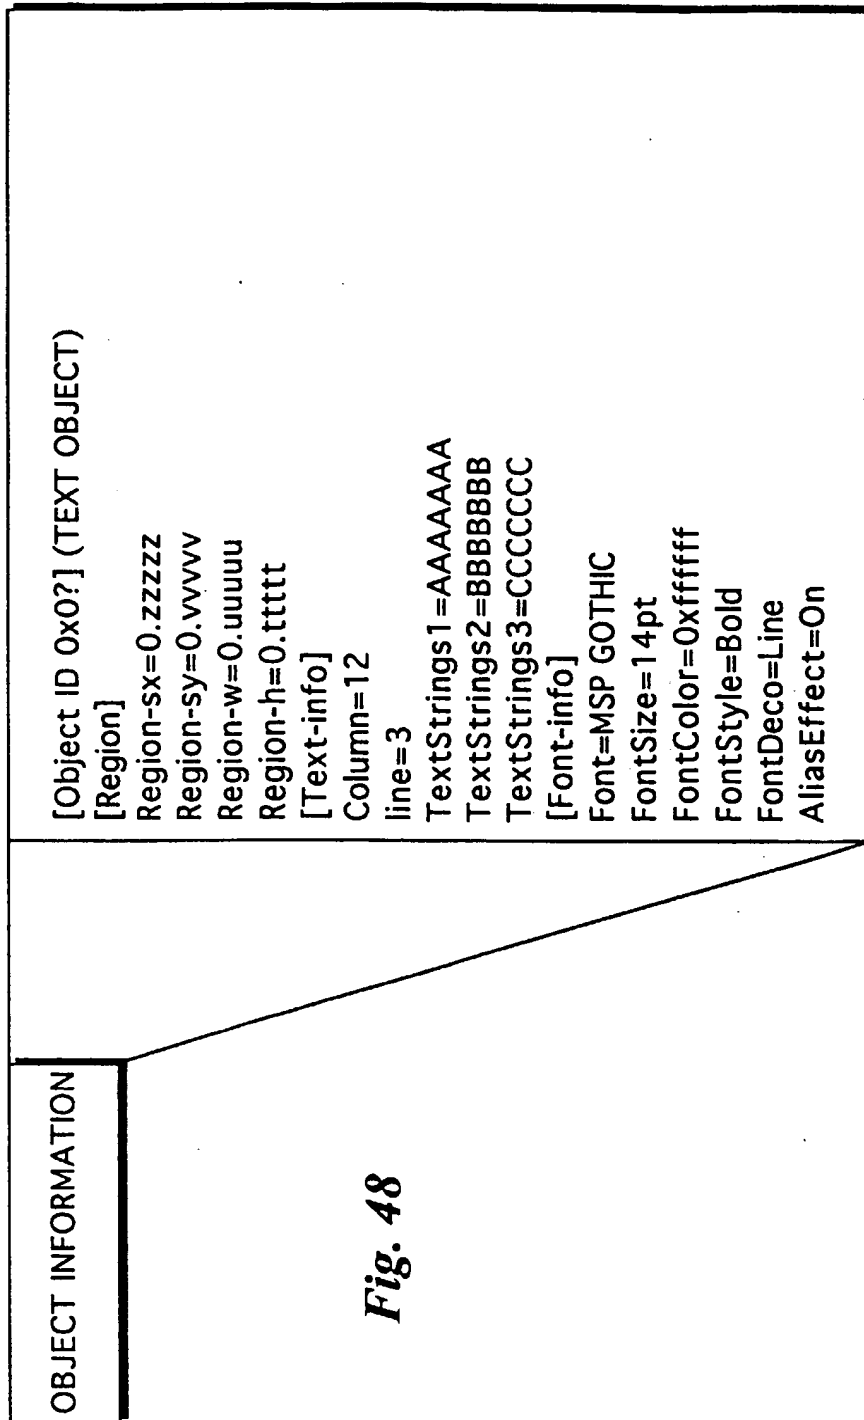 OBJECT INFORMATION
[Object ID 0x0?] (TEXT OBJECT)
[Region]
Region-sx=0.zzzzz
Region-sy=0.vvvvv
Region-w=0.uuuuu
Region-h=0.ttttt
[Text-info]
Column=12
line=3
TextStrings1=AAAAAAA
TextStrings2=BBBBBBB
TextStrings3=CCCCCCC
[Font-info]
Font=MSP GOTHIC
FontSize=14pt
FontColor=0xffffff
FontStyle=Bold
FontDeco=Line
AliasEffect=On
Fig. 48